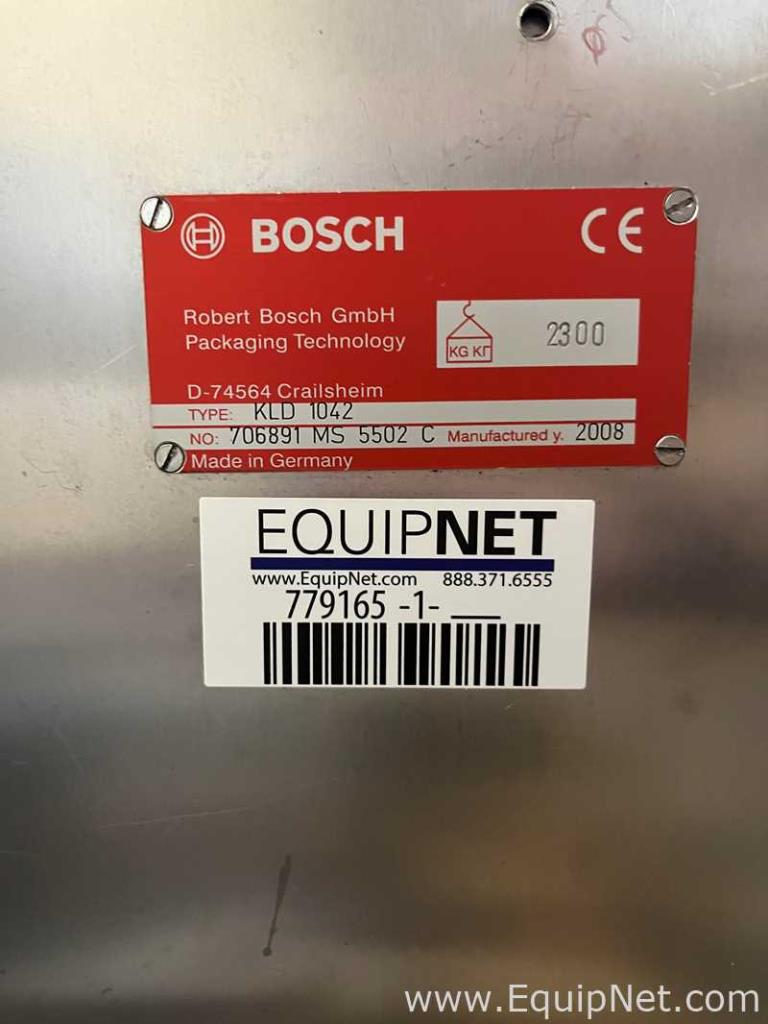 BOSCH CE
Robert Bosch GmbH
Packaging Technology
KG КГ 2300
D-74564 Crailsheim
TYPE: KLD 1042
NO: 706891 MS 5502 C Manufactured y. 2008
Made in Germany
EQUIPNET
www.EquipNet.com 888.371.6555
779165 -1- ___
www.EquipNet.com